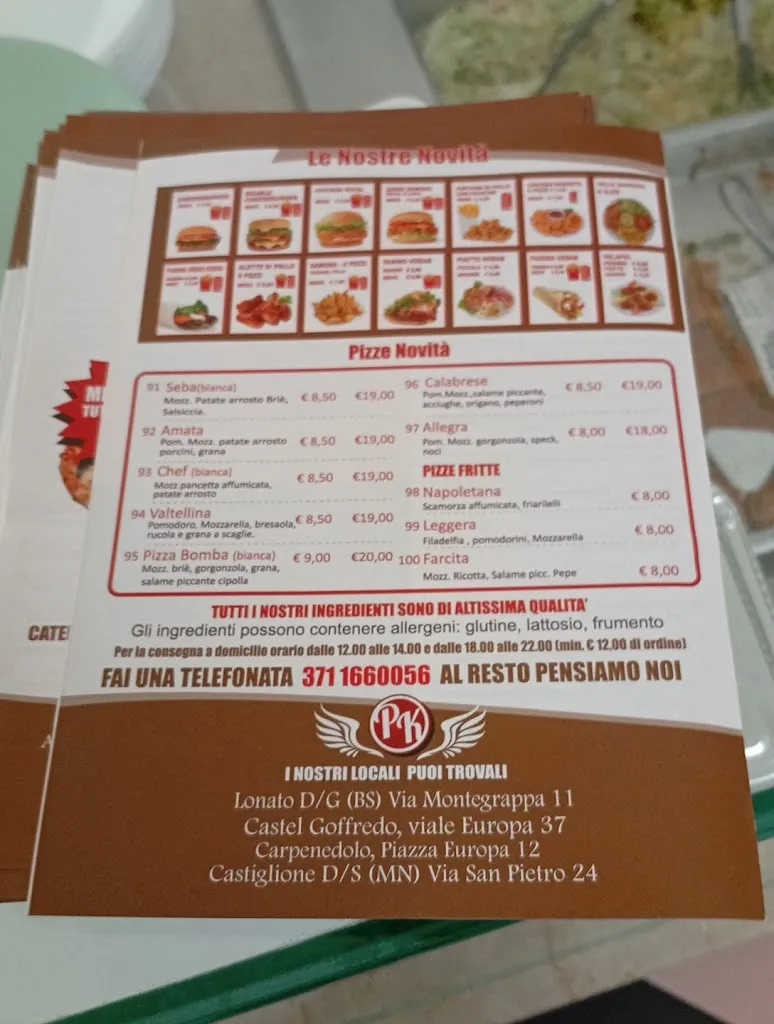 Le Nostre Novità
ALETTE DI POLLO
PANINO KEBAB
PIATTO KEBAB
Pizze Novità
91 Seba(bianca)
Mozz. Patate arrosto Briè, Salsiccia.
€ 8,50 €19,00
92 Amata
Pom. Mozz. patate arrosto porcini, grana
€ 8,50 €19,00
93 Chef (bianca)
Mozz.pancetta affumicata, patate arrosto
€ 8,50 €19,00
94 Valtellina
Pomodoro, Mozzarella, bresaola, rucola e grana a scaglie.
€ 8,50 €19,00
95 Pizza Bomba (bianca)
Mozz. briè, gorgonzola, grana, salame piccante cipolla
€ 9,00 €20,00
96 Calabrese
Pom.Mozz.,salame piccante, acciughe, origano, peperoni
€ 8,50 €19,00
97 Allegra
Pom. Mozz. gorgonzola, speck, noci
€ 8,00 €18,00
PIZZE FRITTE
98 Napoletana
Scamorza affumicata, friarilelli
€ 8,00
99 Leggera
Filadelfia , pomodorini, Mozzarella
€ 8,00
100 Farcita
Mozz. Ricotta, Salame picc. Pepe
€ 8,00
TUTTI I NOSTRI INGREDIENTI SONO DI ALTISSIMA QUALITA'
Gli ingredienti possono contenere allergeni: glutine, lattosio, frumento
Per la consegna a domicilio orario dalle 12.00 alle 14.00 e dalle 18.00 alle 22.00 (min. € 12.00 di ordine)
FAI UNA TELEFONATA 371 1660056 AL RESTO PENSIAMO NOI
PK
I NOSTRI LOCALI PUOI TROVALI
Lonato D/G (BS) Via Montegrappa 11
Castel Goffredo, viale Europa 37
Carpenedolo, Piazza Europa 12
Castiglione D/S (MN) Via San Pietro 24
CATE